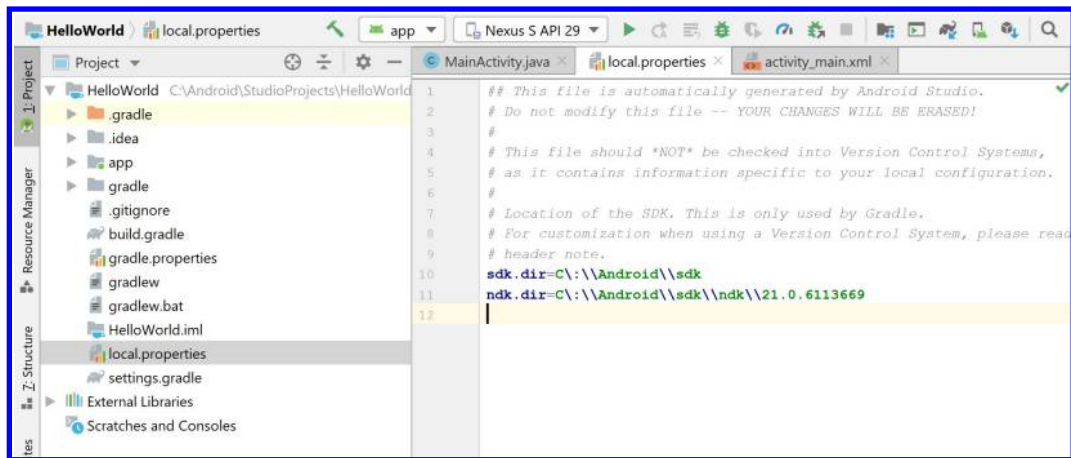 HelloWorld local.properties app Nexus S API 29
1: Project
Resource Manager
Z: Structure
Project
HelloWorld C:\Android\StudioProjects\HelloWorld
.gradle
.idea
app
gradle
.gitignore
build.gradle
gradle.properties
gradlew
gradlew.bat
HelloWorld.iml
local.properties
settings.gradle
External Libraries
Scratches and Consoles
MainActivity.java local.properties activity_main.xml
1 ## This file is automatically generated by Android Studio.
2 # Do not modify this file -- YOUR CHANGES WILL BE ERASED!
3 #
4 # This file should *NOT* be checked into Version Control Systems,
5 # as it contains information specific to your local configuration.
6 #
7 # Location of the SDK. This is only used by Gradle.
8 # For customization when using a Version Control System, please read
9 # header note.
10 sdk.dir=C\:\\Android\\sdk
11 ndk.dir=C\:\\Android\\sdk\\ndk\\21.0.6113669
12